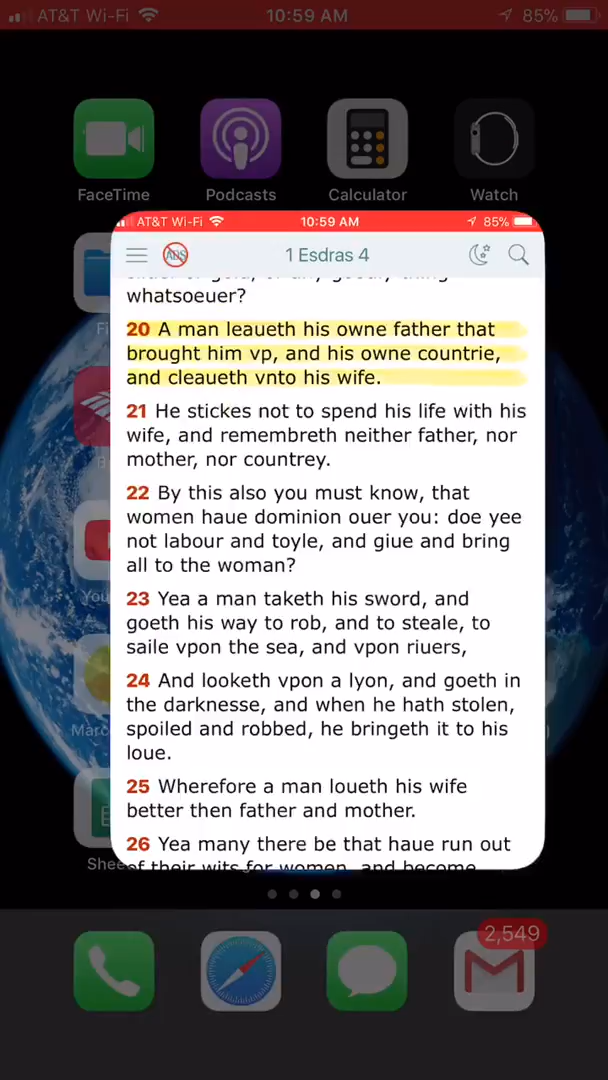 AT&T Wi-Fi 10:59 AM 85%
FaceTime Podcasts Calculator Watch
AT&T Wi-Fi 10:59 AM 85%
ADS 1 Esdras 4
whatsoeuer?
20 A man leaueth his owne father that
brought him vp, and his owne countrie,
and cleaueth vnto his wife.
21 He stickes not to spend his life with his
wife, and remembreth neither father, nor
mother, nor countrey.
22 By this also you must know, that
women haue dominion ouer you: doe yee
not labour and toyle, and giue and bring
all to the woman?
23 Yea a man taketh his sword, and
goeth his way to rob, and to steale, to
saile vpon the sea, and vpon riuers,
24 And looketh vpon a lyon, and goeth in
the darknesse, and when he hath stolen,
spoiled and robbed, he bringeth it to his
loue.
25 Wherefore a man loueth his wife
better then father and mother.
26 Yea many there be that haue run out
of their wits for women, and become
2,549